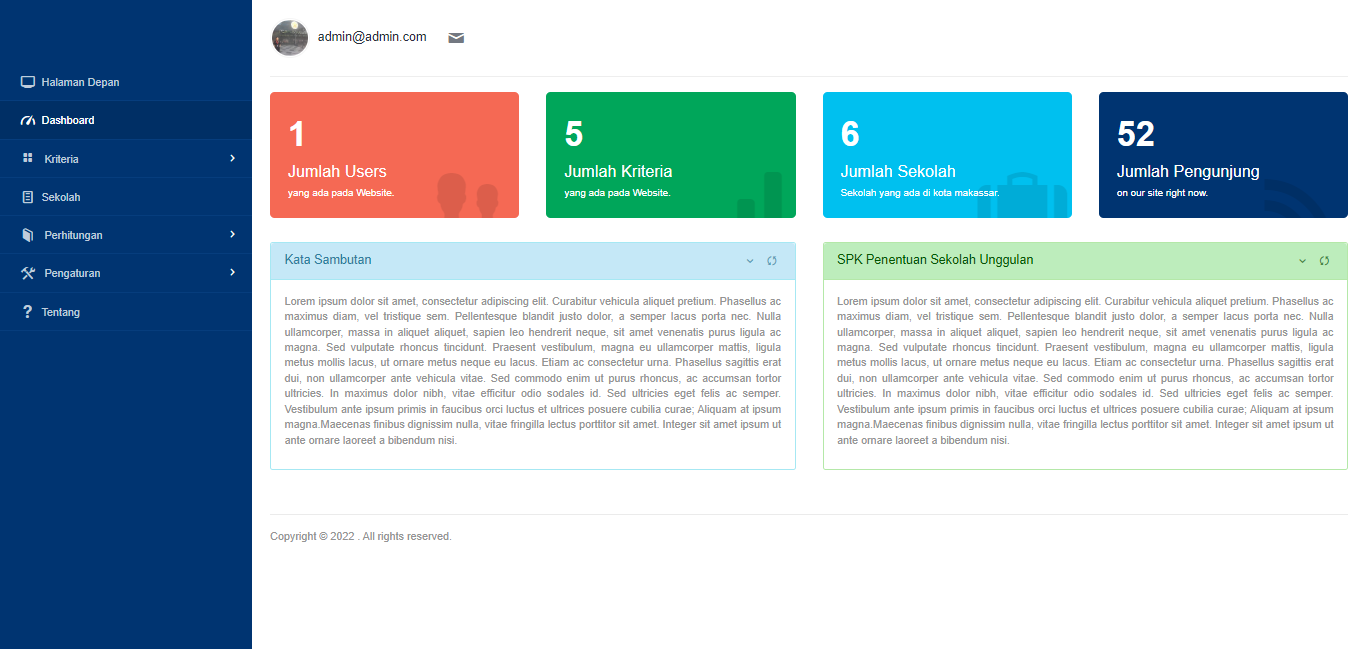 admin@admin.com
Halaman Depan
Dashboard
Kriteria
Sekolah
Perhitungan
Pengaturan
Tentang
1
Jumlah Users
yang ada pada Website.
5
Jumlah Kriteria
yang ada pada Website.
6
Jumlah Sekolah
Sekolah yang ada di kota makassar.
52
Jumlah Pengunjung
on our site right now.
Kata Sambutan
Lorem ipsum dolor sit amet, consectetur adipiscing elit. Curabitur vehicula aliquet pretium. Phasellus ac
maximus diam, vel tristique sem. Pellentesque blandit justo dolor, a semper lacus porta nec. Nulla
ullamcorper, massa in aliquet aliquet, sapien leo hendrerit neque, sit amet venenatis purus ligula ac
magna. Sed vulputate rhoncus tincidunt. Praesent vestibulum, magna eu ullamcorper mattis, ligula
metus mollis lacus, ut ornare metus neque eu lacus. Etiam ac consectetur urna. Phasellus sagittis erat
dui, non ullamcorper ante vehicula vitae. Sed commodo enim ut purus rhoncus, ac accumsan tortor
ultricies. In maximus dolor nibh, vitae efficitur odio sodales id. Sed ultricies eget felis ac semper.
Vestibulum ante ipsum primis in faucibus orci luctus et ultrices posuere cubilia curae; Aliquam at ipsum
magna.Maecenas finibus dignissim nulla, vitae fringilla lectus porttitor sit amet. Integer sit amet ipsum ut
ante ornare laoreet a bibendum nisi.
SPK Penentuan Sekolah Unggulan
Lorem ipsum dolor sit amet, consectetur adipiscing elit. Curabitur vehicula aliquet pretium. Phasellus ac
maximus diam, vel tristique sem. Pellentesque blandit justo dolor, a semper lacus porta nec. Nulla
ullamcorper, massa in aliquet aliquet, sapien leo hendrerit neque, sit amet venenatis purus ligula ac
magna. Sed vulputate rhoncus tincidunt. Praesent vestibulum, magna eu ullamcorper mattis, ligula
metus mollis lacus, ut ornare metus neque eu lacus. Etiam ac consectetur urna. Phasellus sagittis erat
dui, non ullamcorper ante vehicula vitae. Sed commodo enim ut purus rhoncus, ac accumsan tortor
ultricies. In maximus dolor nibh, vitae efficitur odio sodales id. Sed ultricies eget felis ac semper.
Vestibulum ante ipsum primis in faucibus orci luctus et ultrices posuere cubilia curae; Aliquam at ipsum
magna.Maecenas finibus dignissim nulla, vitae fringilla lectus porttitor sit amet. Integer sit amet ipsum ut
ante ornare laoreet a bibendum nisi.
Copyright © 2022 . All rights reserved.